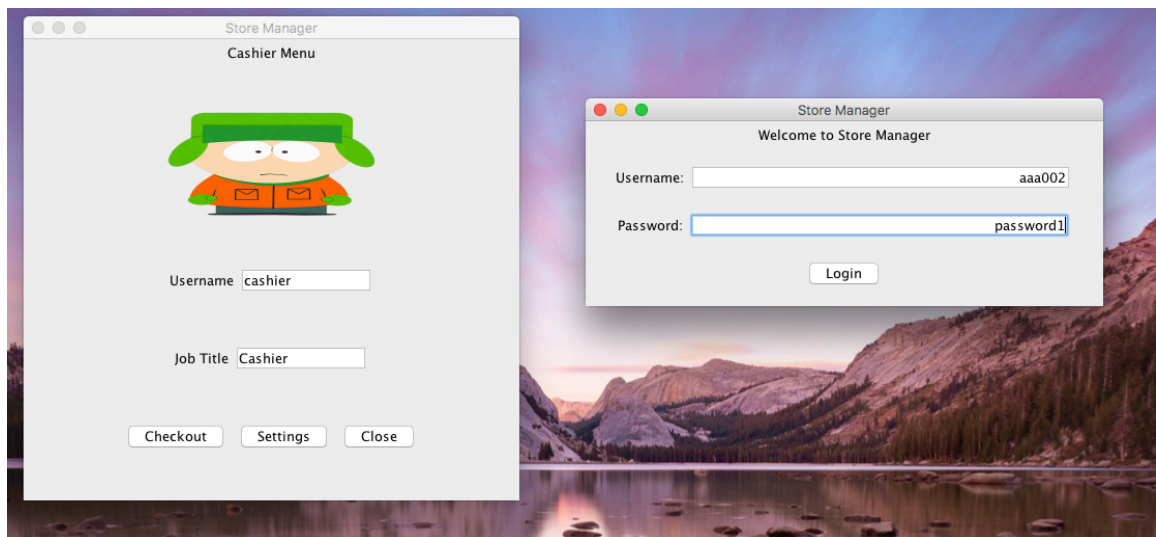 Store Manager
Cashier Menu
Username cashier
Job Title Cashier
Checkout Settings Close
Store Manager
Welcome to Store Manager
Username: aaa002
Password: password1
Login